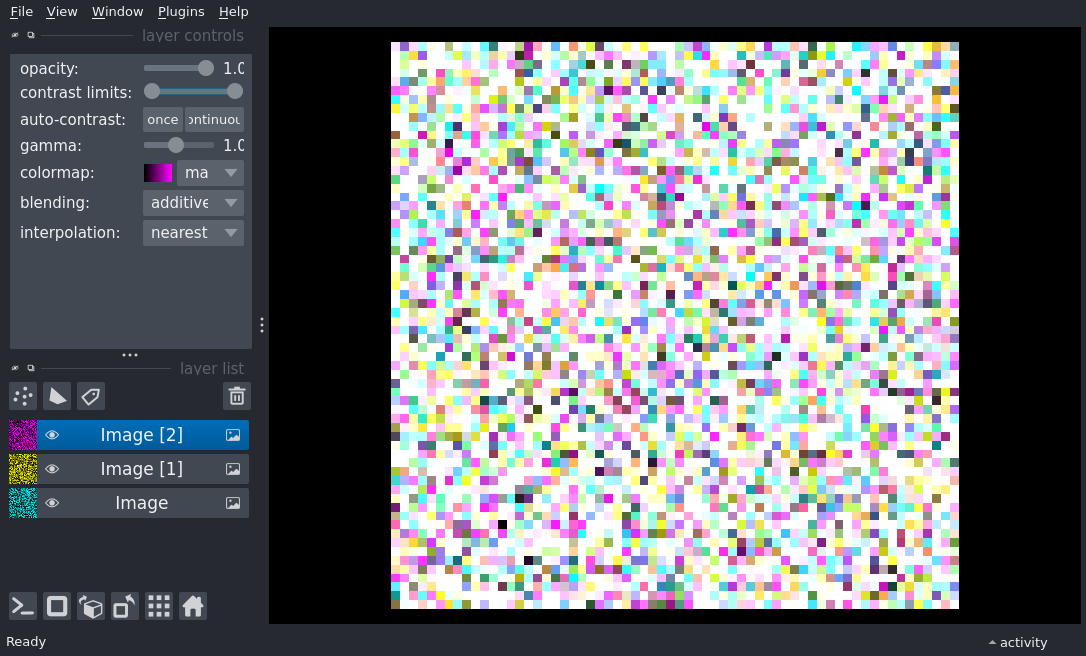 File View Window Plugins Help
layer controls
opacity: 1.0
contrast limits:
auto-contrast: once ontinuou
gamma: 1.0
colormap: ma
blending: additive
interpolation: nearest
layer list
Image [2]
Image [1]
Image
Ready
activity